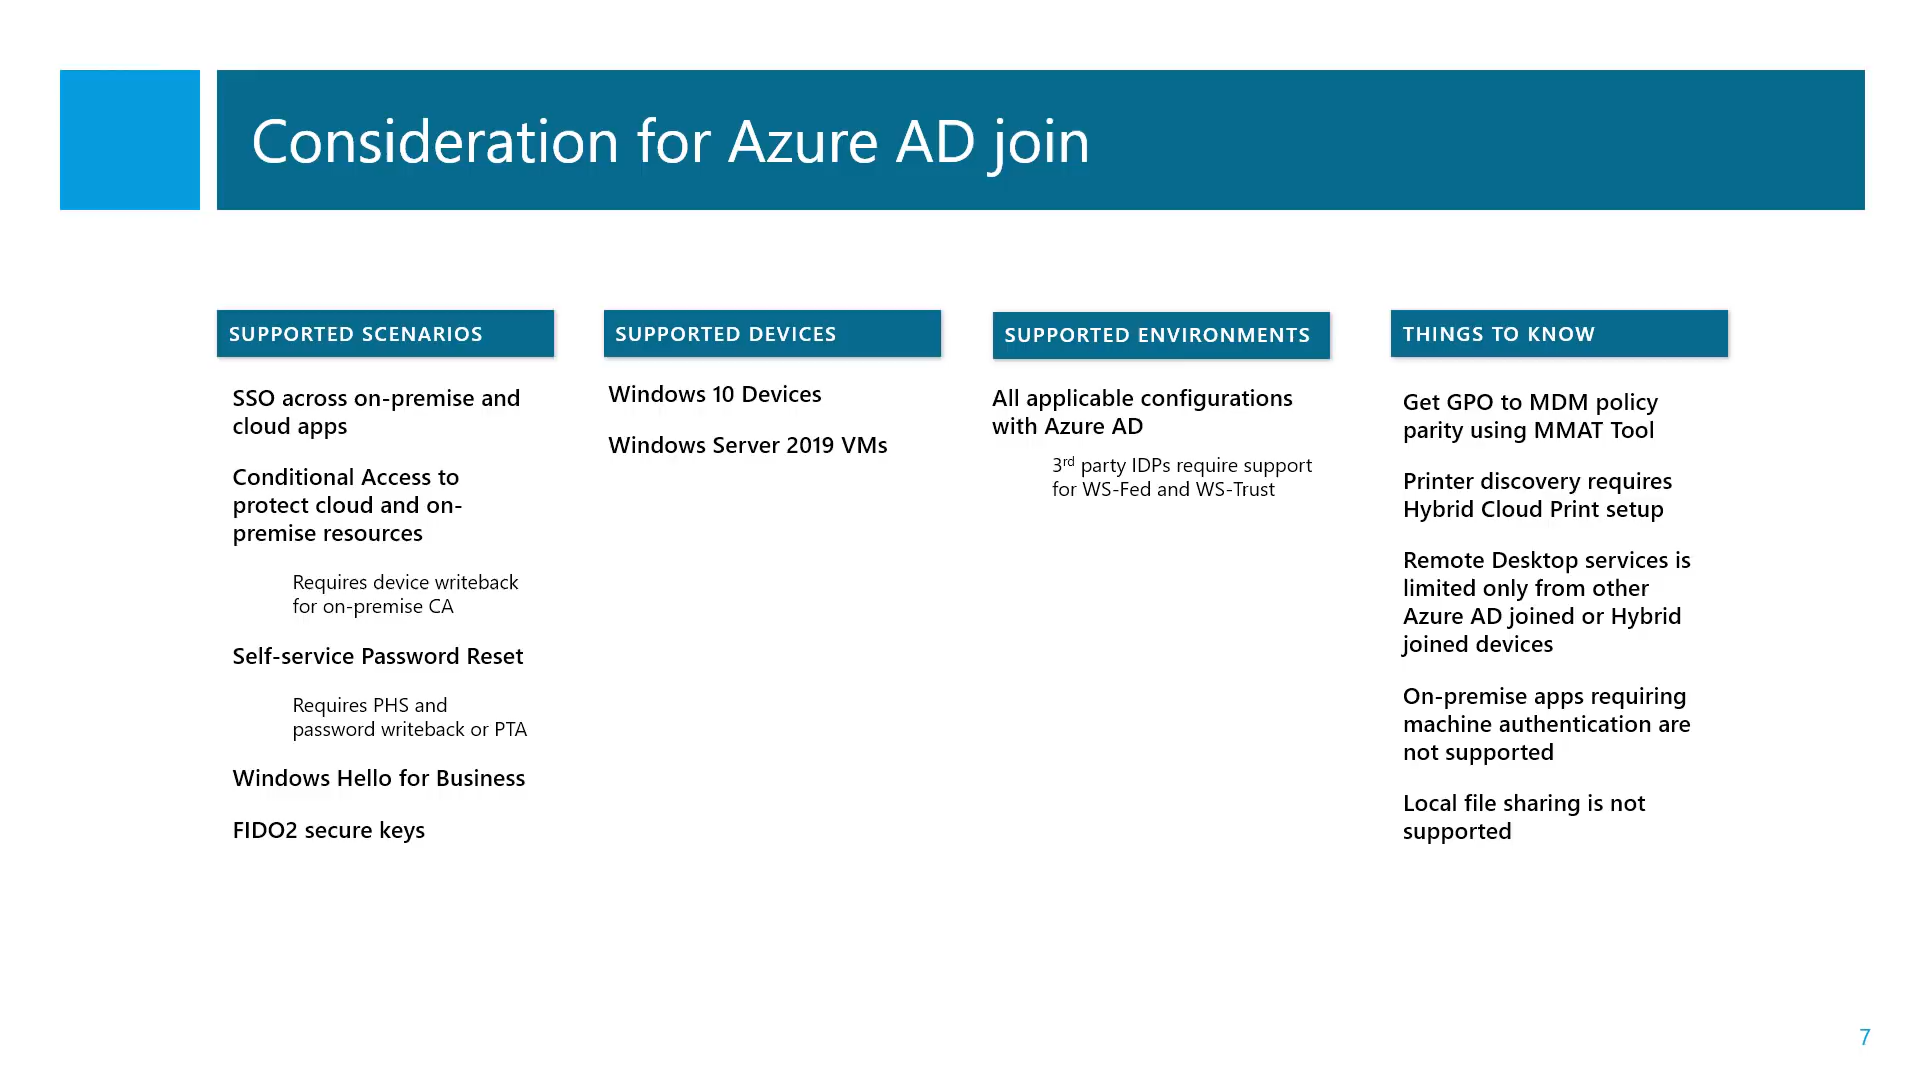 Consideration for Azure AD join
SUPPORTED SCENARIOS
SSO across on-premise and
cloud apps
Conditional Access to
protect cloud and on-
premise resources
Requires device writeback
for on-premise CA
Self-service Password Reset
Requires PHS and
password writeback or PTA
Windows Hello for Business
FIDO2 secure keys
SUPPORTED DEVICES
Windows 10 Devices
Windows Server 2019 VMs
SUPPORTED ENVIRONMENTS
All applicable configurations
with Azure AD
3rd party IDPs require support
for WS-Fed and WS-Trust
THINGS TO KNOW
Get GPO to MDM policy
parity using MMAT Tool
Printer discovery requires
Hybrid Cloud Print setup
Remote Desktop services is
limited only from other
Azure AD joined or Hybrid
joined devices
On-premise apps requiring
machine authentication are
not supported
Local file sharing is not
supported
7